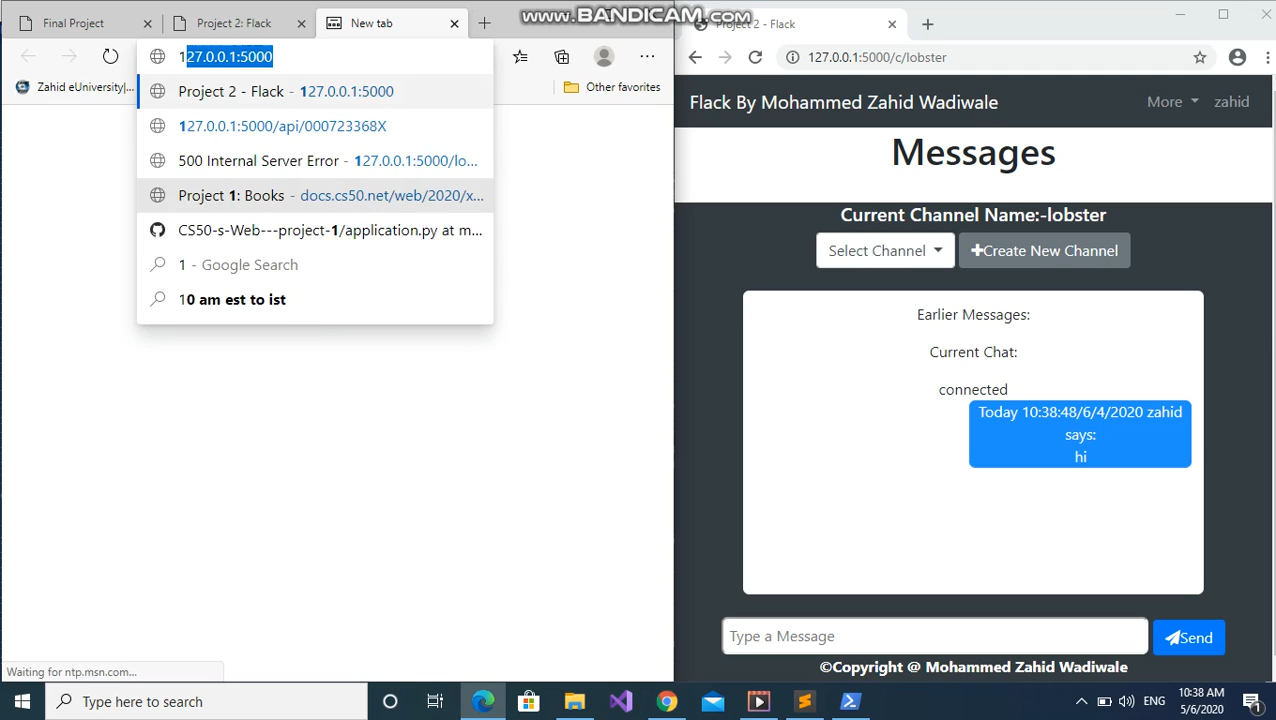 Final Project
Project 2: Flack
New tab
www.BANDICAM.com
127.0.0.1:5000
Zahid eUniversity|...
Other favorites
Project 2 - Flack - 127.0.0.1:5000
127.0.0.1:5000/api/000723368X
500 Internal Server Error - 127.0.0.1:5000/lo...
Project 1: Books - docs.cs50.net/web/2020/x...
CS50-s-Web---project-1/application.py at m...
1 - Google Search
10 am est to ist
Waiting for ntp.msn.com...
Project 2 - Flack
127.0.0.1:5000/c/lobster
Flack By Mohammed Zahid Wadiwale
More
zahid
Messages
Current Channel Name:-lobster
Select Channel
Create New Channel
Earlier Messages:
Current Chat:
connected
Today 10:38:48/6/4/2020 zahid
says:
hi
Type a Message
Send
©Copyright @ Mohammed Zahid Wadiwale
Type here to search
ENG
10:38 AM
5/6/2020
1